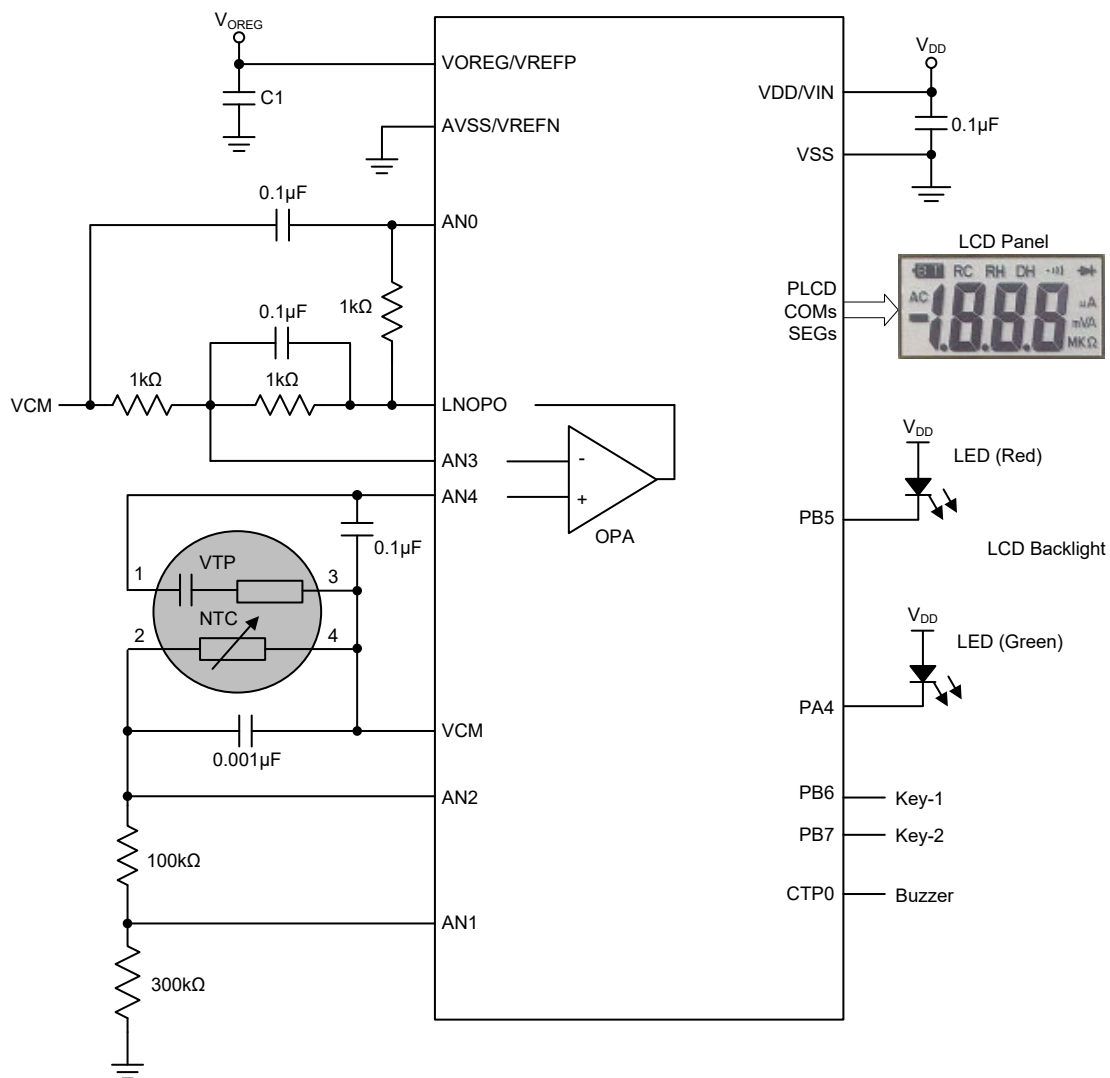 VOREG
VOREG/VREFP
C1
AVSS/VREFN
0.1µF
AN0
1kΩ
0.1µF
1kΩ
1kΩ
VCM
LNOPO
AN3
AN4
-
+
OPA
0.1µF
VTP
1
3
NTC
2
4
VCM
0.001µF
AN2
100kΩ
AN1
300kΩ
VDD
VDD/VIN
0.1µF
VSS
LCD Panel
PLCD
COMs
SEGs
BT RC RH DH
AC
-1.8.8.8
µA
mVA
MKΩ
VDD
LED (Red)
PB5
LCD Backlight
VDD
LED (Green)
PA4
PB6
Key-1
PB7
Key-2
CTP0
Buzzer